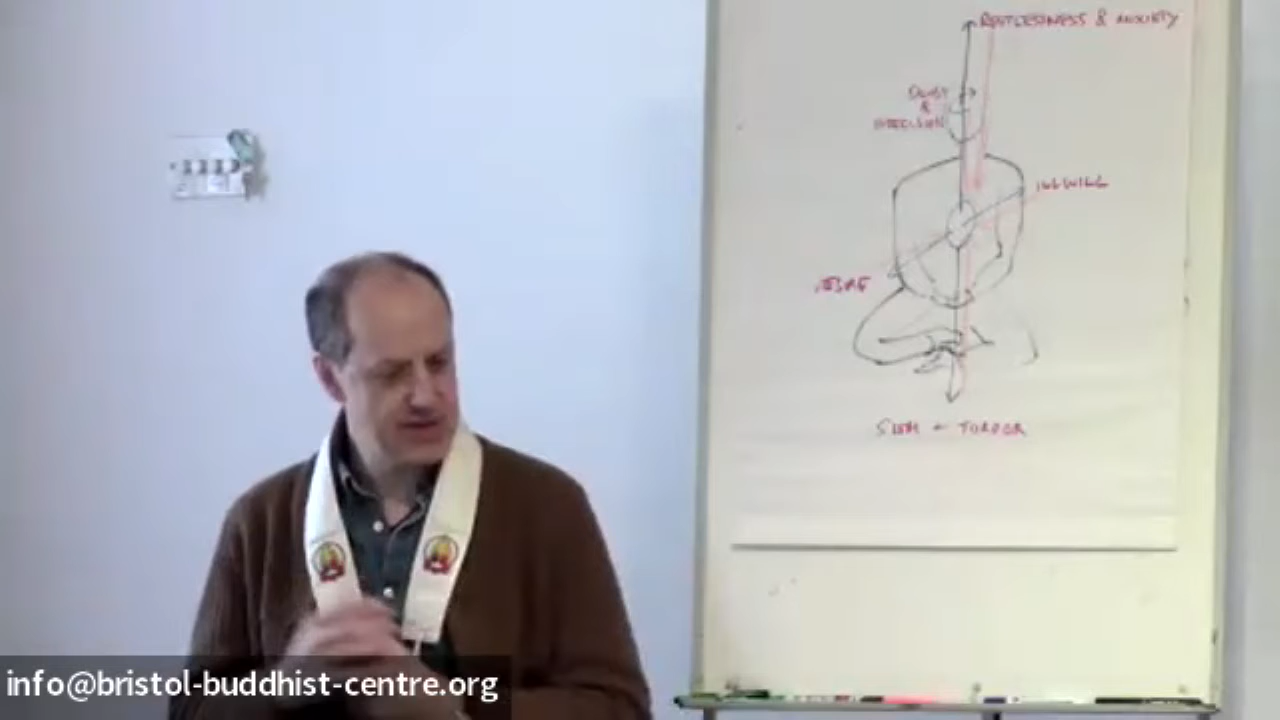 RESTLESSNESS & ANXIETY
DOUBT
&
INDECISION
ILL WILL
DESIRE
SLOTH + TORPOR
info@bristol-buddhist-centre.org